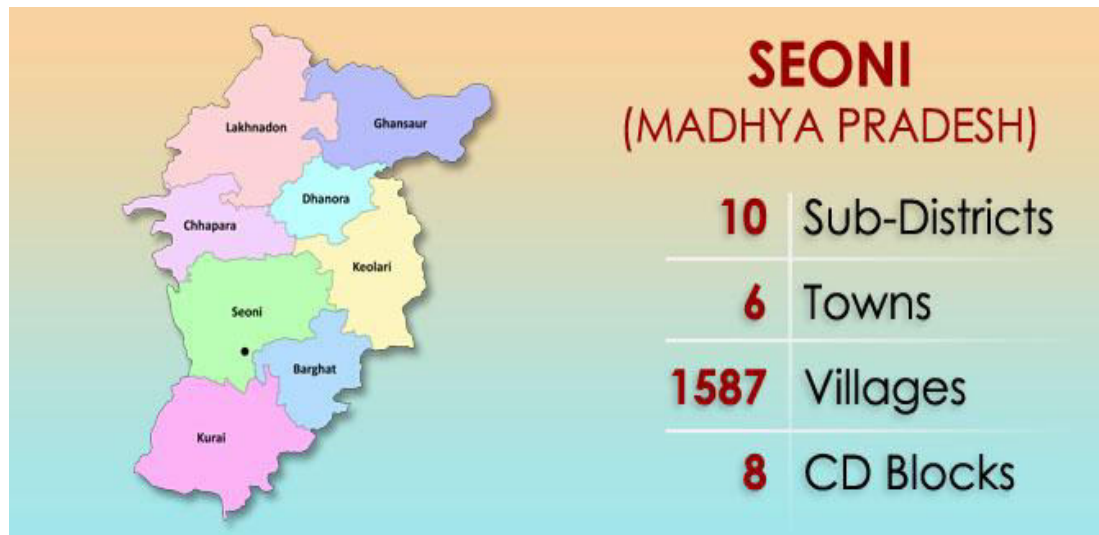 Lakhnadon
Ghansaur
Dhanora
Chhapara
Keolari
Seoni
Barghat
Kurai
SEONI
(MADHYA PRADESH)
10 Sub-Districts
6 Towns
1587 Villages
8 CD Blocks